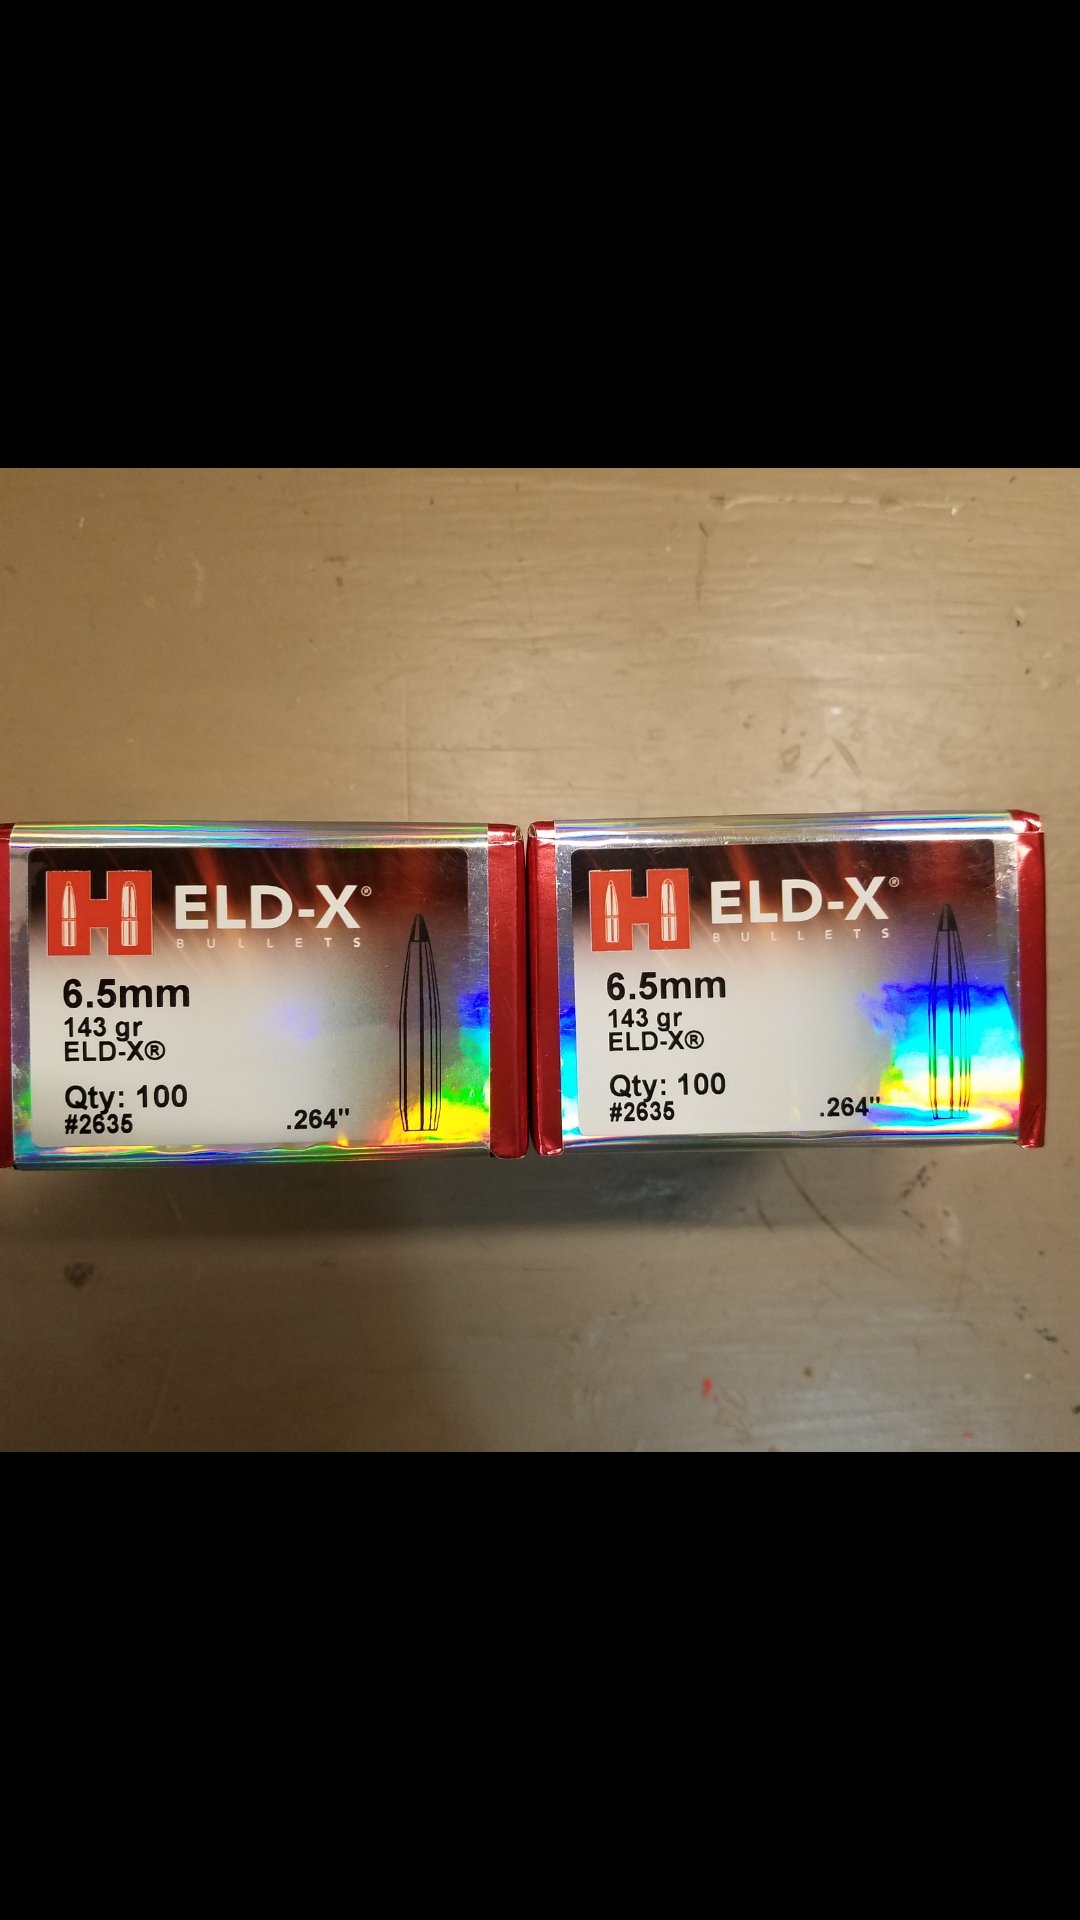 H ELD-X®
BULLETS
6.5mm
143 gr
ELD-X®
Qty: 100
#2635
.264"
H ELD-X®
BULLETS
6.5mm
143 gr
ELD-X®
Qty: 100
#2635
.264"